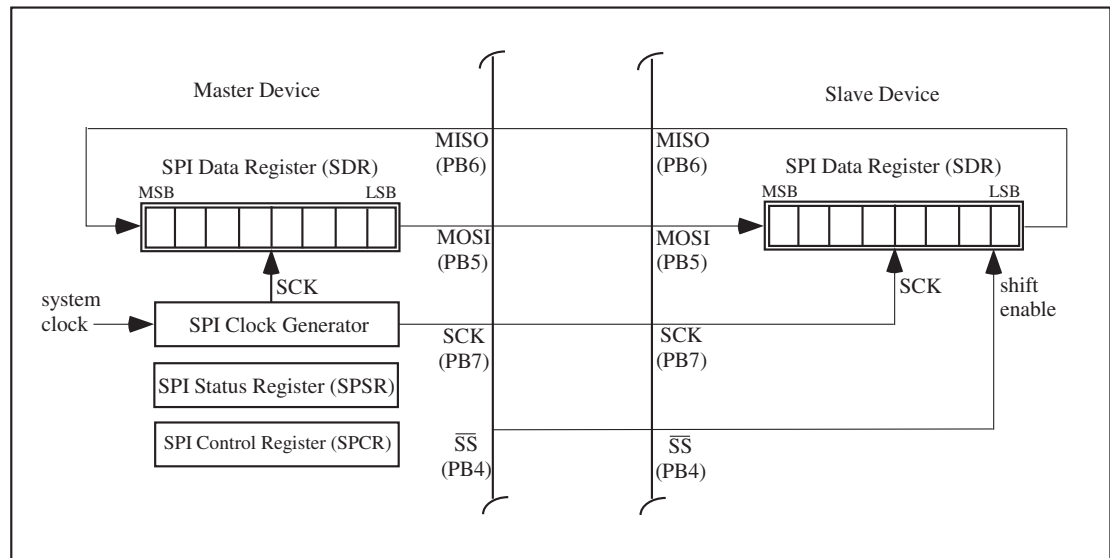 Master Device
Slave Device
MISO
(PB6)
MISO
(PB6)
SPI Data Register (SDR)
MSB
LSB
SPI Data Register (SDR)
MSB
LSB
MOSI
(PB5)
MOSI
(PB5)
SCK
SCK
shift
enable
system
clock
SPI Clock Generator
SCK
(PB7)
SCK
(PB7)
SPI Status Register (SPSR)
SPI Control Register (SPCR)
SS
(PB4)
SS
(PB4)